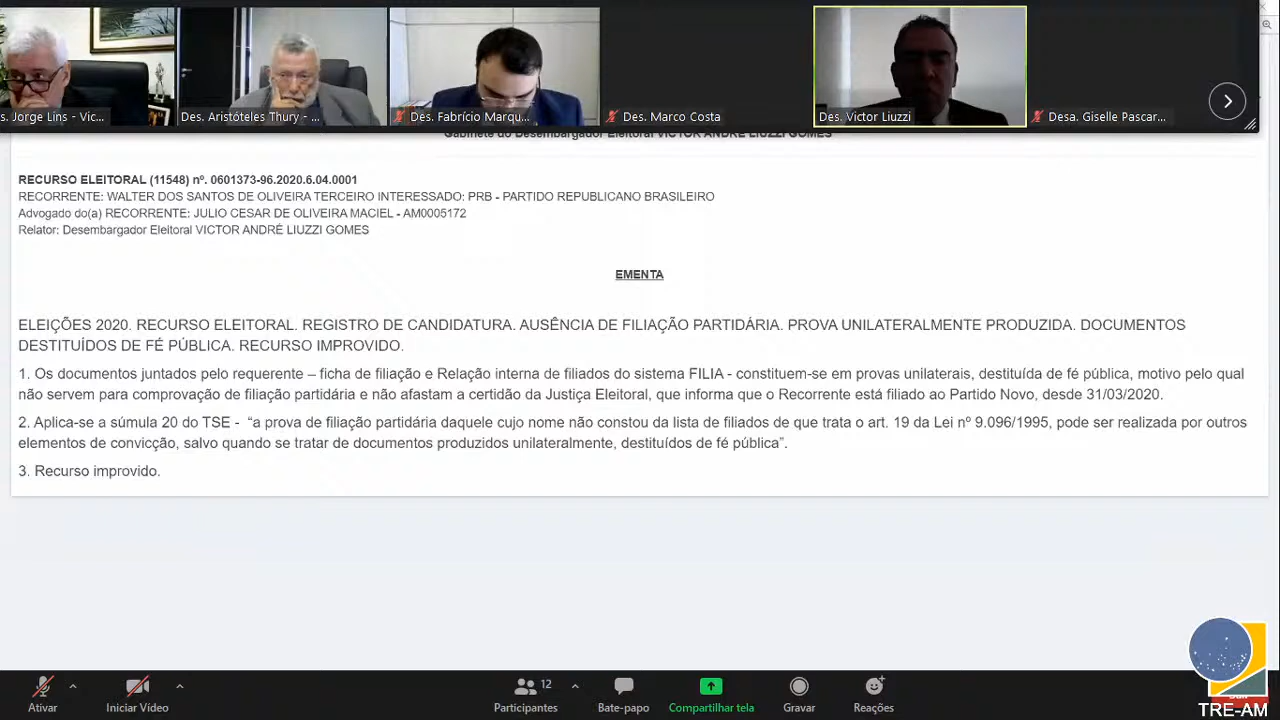 s. Jorge Lins - Vic...
Des. Aristóteles Thury - ...
Des. Fabrício Marqu...
Des. Marco Costa
Des. Victor Liuzzi
Desa. Giselle Pascar...
Gabinete do Desembargador Eleitoral VICTOR ANDRÉ LIUZZI GOMES
RECURSO ELEITORAL (11548) nº. 0601373-96.2020.6.04.0001
RECORRENTE: WALTER DOS SANTOS DE OLIVEIRA TERCEIRO INTERESSADO: PRB - PARTIDO REPUBLICANO BRASILEIRO
Advogado do(a) RECORRENTE: JULIO CESAR DE OLIVEIRA MACIEL - AM0005172
Relator: Desembargador Eleitoral VICTOR ANDRÉ LIUZZI GOMES
EMENTA
ELEIÇÕES 2020. RECURSO ELEITORAL. REGISTRO DE CANDIDATURA. AUSÊNCIA DE FILIAÇÃO PARTIDÁRIA. PROVA UNILATERALMENTE PRODUZIDA. DOCUMENTOS
DESTITUÍDOS DE FÉ PÚBLICA. RECURSO IMPROVIDO.
1. Os documentos juntados pelo requerente – ficha de filiação e Relação interna de filiados do sistema FILIA - constituem-se em provas unilaterais, destituída de fé pública, motivo pelo qual
não servem para comprovação de filiação partidária e não afastam a certidão da Justiça Eleitoral, que informa que o Recorrente está filiado ao Partido Novo, desde 31/03/2020.
2. Aplica-se a súmula 20 do TSE - “a prova de filiação partidária daquele cujo nome não constou da lista de filiados de que trata o art. 19 da Lei nº 9.096/1995, pode ser realizada por outros
elementos de convicção, salvo quando se tratar de documentos produzidos unilateralmente, destituídos de fé pública”.
3. Recurso improvido.
12
Ativar
Iniciar Vídeo
Participantes
Bate-papo
Compartilhar tela
Gravar
Reações
TRE-AM